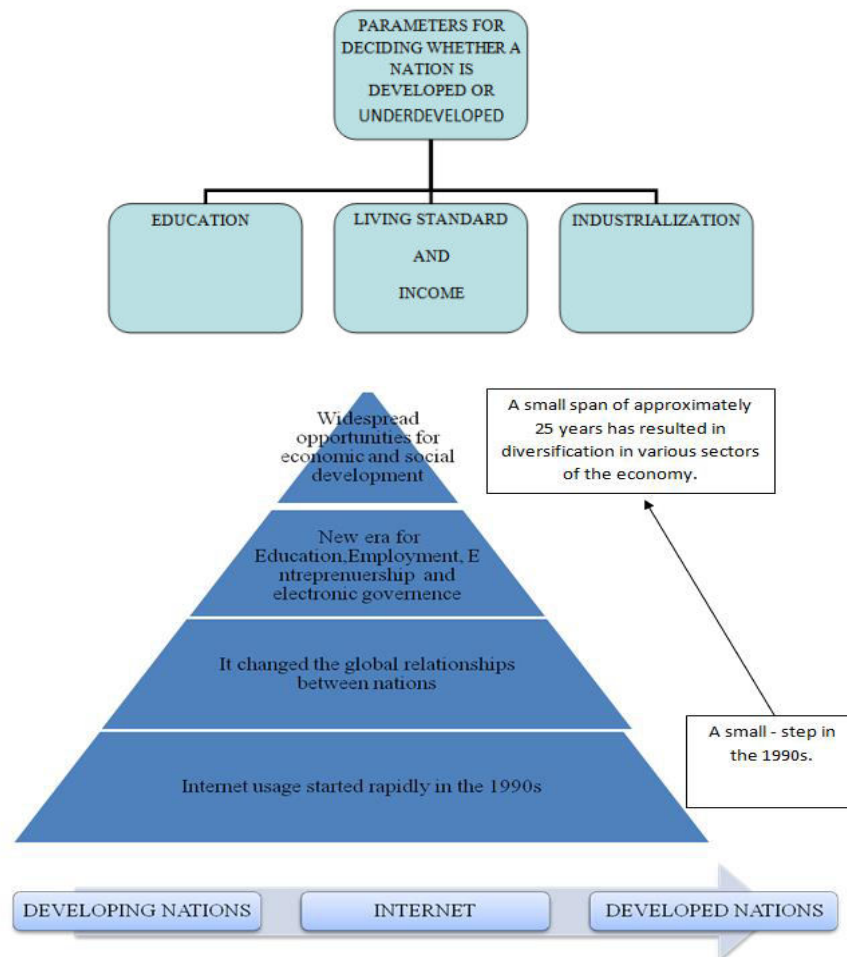 PARAMETERS FOR
DECIDING WHETHER A
NATION IS
DEVELOPED OR
UNDERDEVELOPED
EDUCATION
LIVING STANDARD
AND
INCOME
INDUSTRIALIZATION
Widespread
opportunities for
economic and social
development
A small span of approximately
25 years has resulted in
diversification in various sectors
of the economy.
New era for
Education,Employment, E
ntreprenuership and
electronic governence
It changed the global relationships
between nations
A small - step in
the 1990s.
Internet usage started rapidly in the 1990s
DEVELOPING NATIONS
INTERNET
DEVELOPED NATIONS